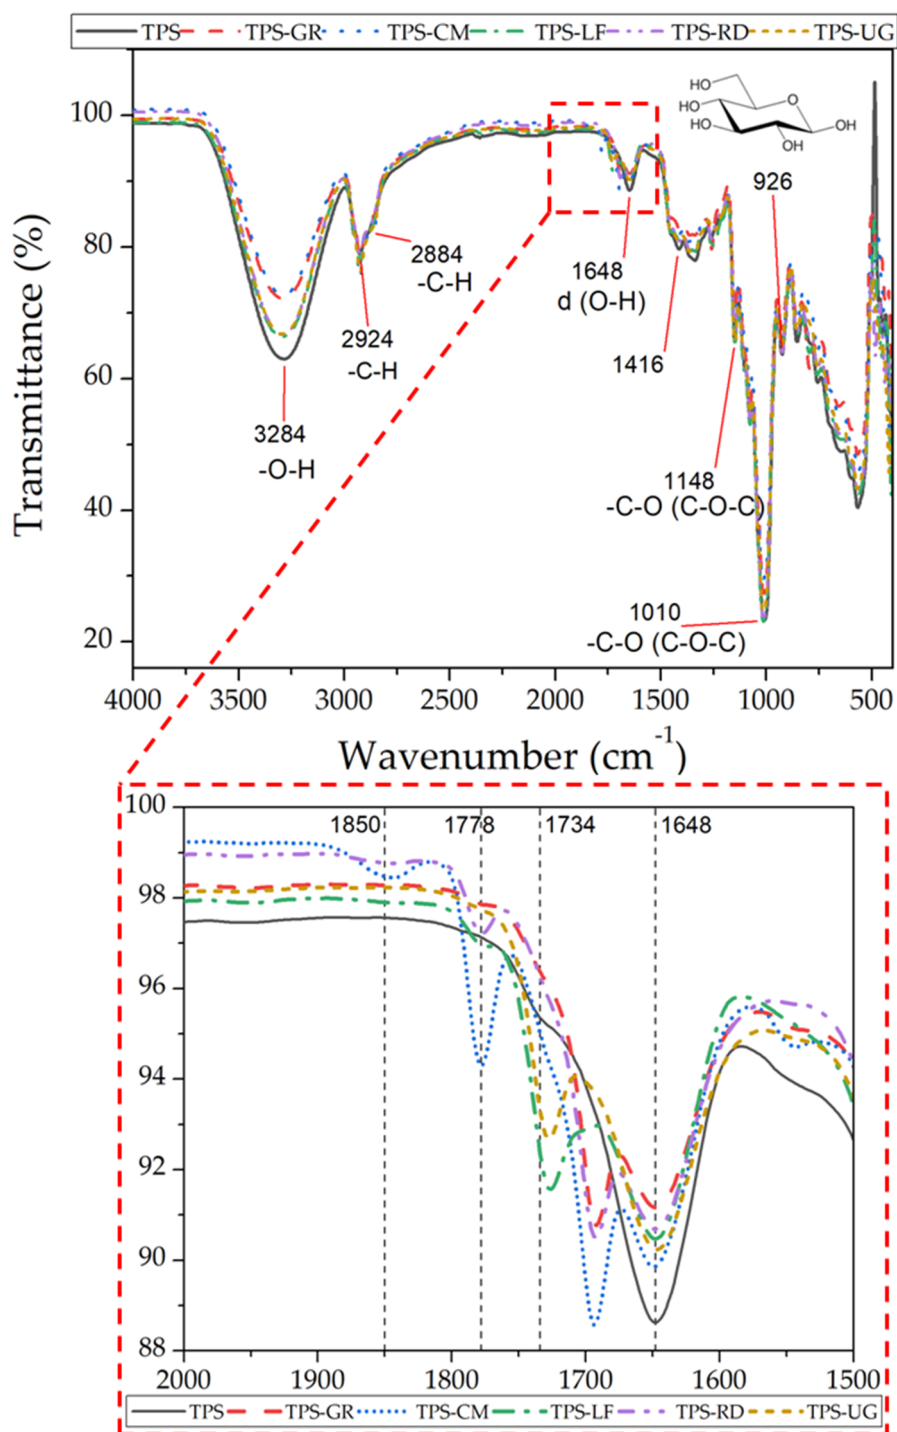 TPS TPS-GR TPS-CM TPS-LF TPS-RD TPS-UG
100
80
60
40
20
Transmittance (%)
HO
HO
HO
HO
O
OH
OH
926
2884
-C-H
2924
-C-H
3284
-O-H
1648
d (O-H)
1416
1148
-C-O (C-O-C)
1010
-C-O (C-O-C)
4000 3500 3000 2500 2000 1500 1000 500
Wavenumber (cm-1)
100
98
96
94
92
90
88
1850 1778 1734 1648
2000 1900 1800 1700 1600 1500
TPS TPS-GR TPS-CM TPS-LF TPS-RD TPS-UG